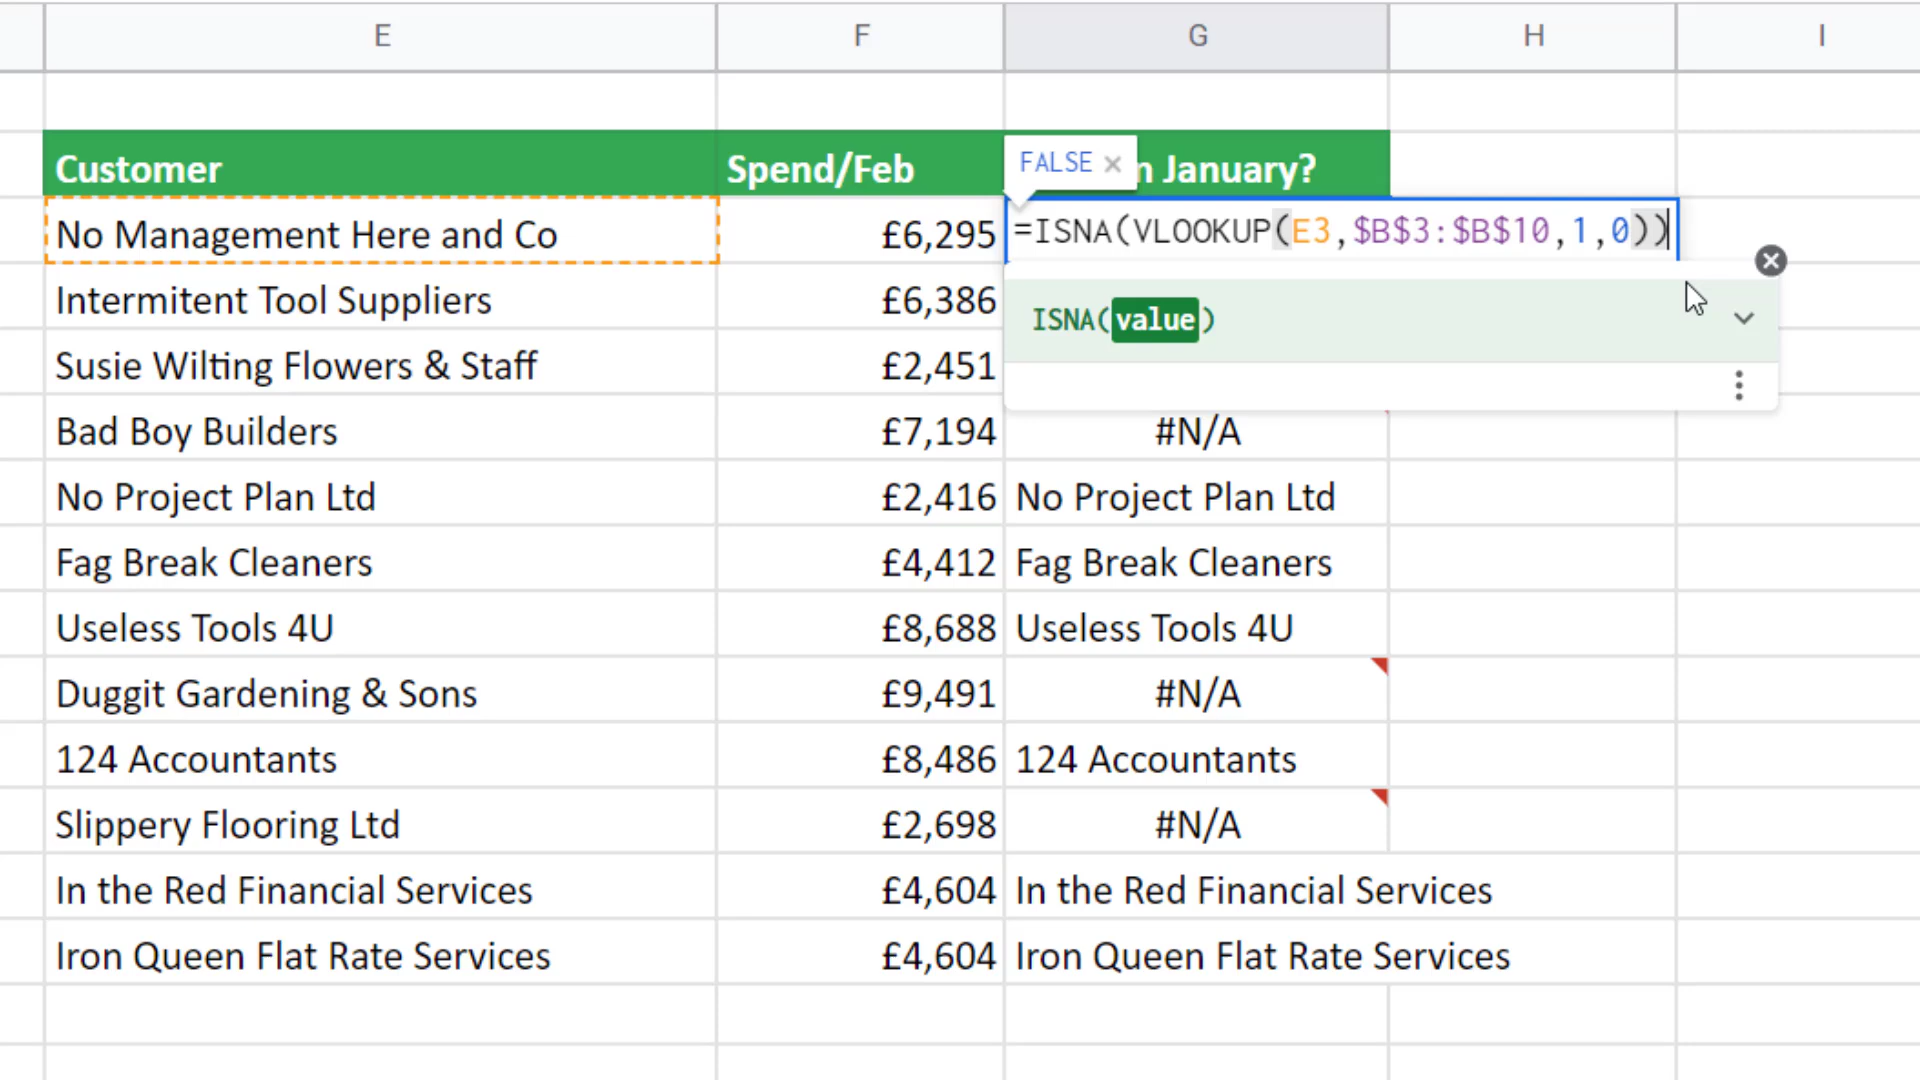 E F G H I
Customer Spend/Feb n January?
FALSE ×
No Management Here and Co £6,295 =ISNA(VLOOKUP(E3,$B$3:$B$10,1,0))
Intermitent Tool Suppliers £6,386 ISNA(value)
Susie Wilting Flowers & Staff £2,451
Bad Boy Builders £7,194 #N/A
No Project Plan Ltd £2,416 No Project Plan Ltd
Fag Break Cleaners £4,412 Fag Break Cleaners
Useless Tools 4U £8,688 Useless Tools 4U
Duggit Gardening & Sons £9,491 #N/A
124 Accountants £8,486 124 Accountants
Slippery Flooring Ltd £2,698 #N/A
In the Red Financial Services £4,604 In the Red Financial Services
Iron Queen Flat Rate Services £4,604 Iron Queen Flat Rate Services